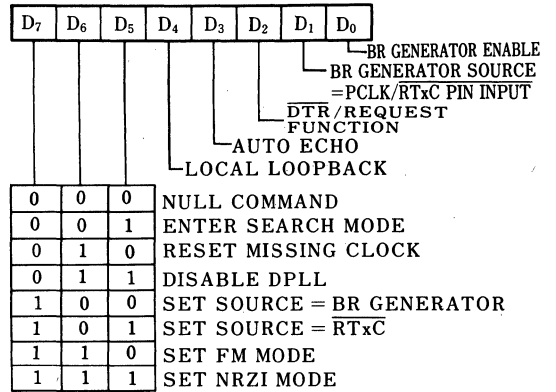 D₇ D₆ D₅ D₄ D₃ D₂ D₁ D₀
BR GENERATOR ENABLE
BR GENERATOR SOURCE
=PCLK/R̅T̅x̅C̅ PIN INPUT
D̅T̅R̅/REQUEST
FUNCTION
AUTO ECHO
LOCAL LOOPBACK
0 0 0 NULL COMMAND
0 0 1 ENTER SEARCH MODE
0 1 0 RESET MISSING CLOCK
0 1 1 DISABLE DPLL
1 0 0 SET SOURCE = BR GENERATOR
1 0 1 SET SOURCE = R̅T̅x̅C̅
1 1 0 SET FM MODE
1 1 1 SET NRZI MODE